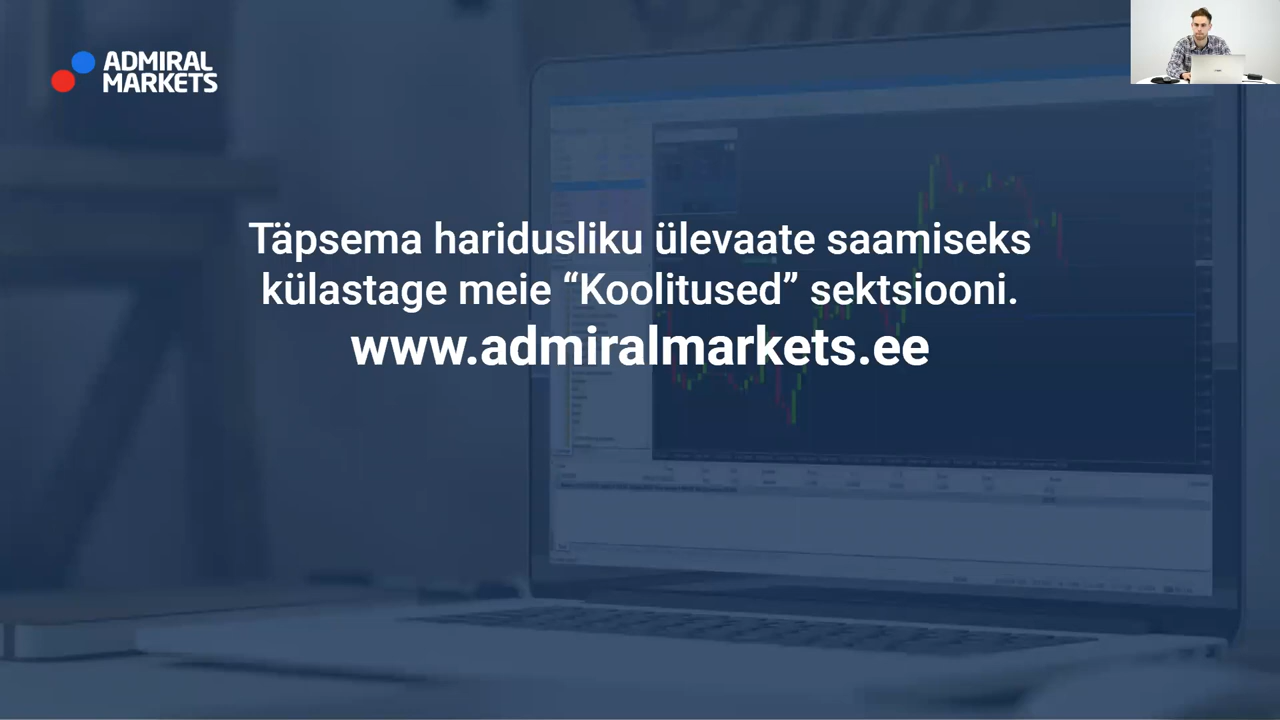 ADMIRAL
MARKETS
Täpsema haridusliku ülevaate saamiseks
külastage meie “Koolitused” sektsiooni.
www.admiralmarkets.ee